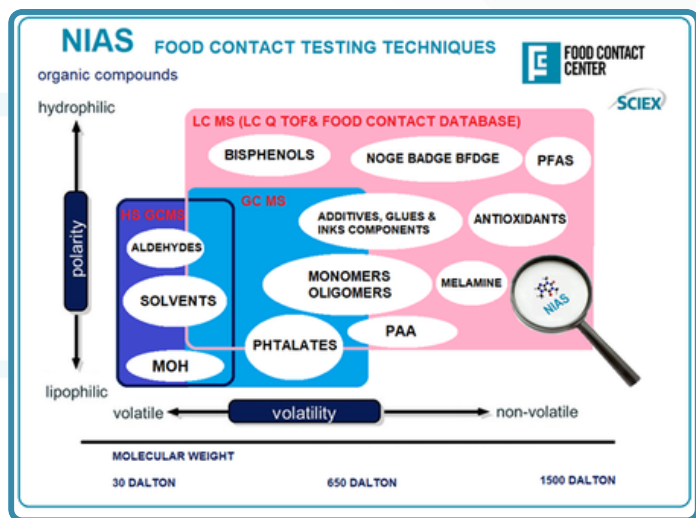 NIAS FOOD CONTACT TESTING TECHNIQUES
FOOD CONTACT
CENTER
organic compounds
SCIEX
hydrophilic
LC MS (LC Q TOF& FOOD CONTACT DATABASE)
BISPHENOLS
NOGE BADGE BFDGE
PFAS
HS GCMS
GC MS
ADDITIVES, GLUES &
INKS COMPONENTS
ANTIOXIDANTS
polarity
ALDEHYDES
SOLVENTS
MONOMERS
OLIGOMERS
MELAMINE
NIAS
PAA
PHTALATES
MOH
lipophilic
volatile
volatility
non-volatile
MOLECULAR WEIGHT
30 DALTON
650 DALTON
1500 DALTON